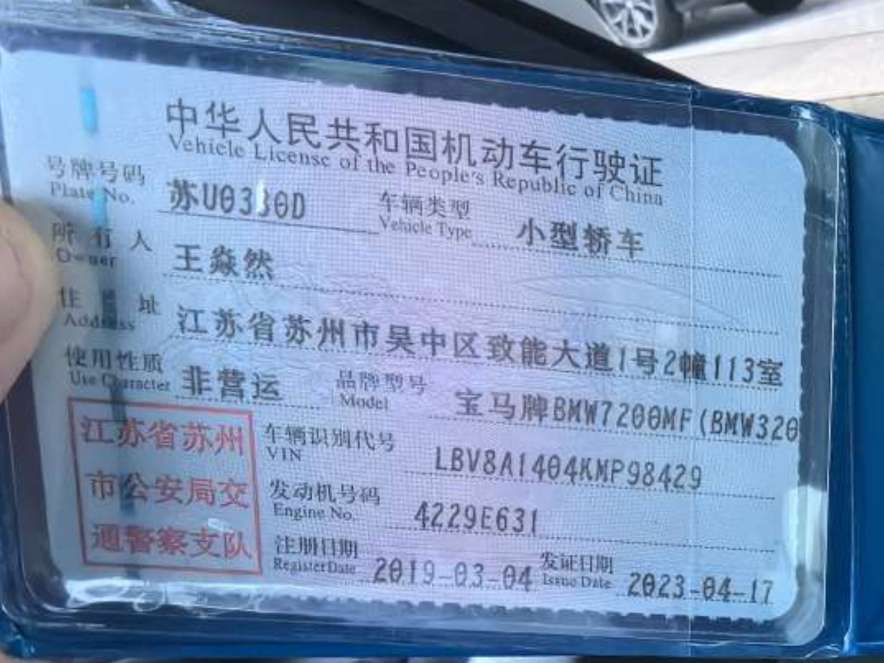 中华人民共和国机动车行驶证
Vehicle License of the People's Republic of China
号牌号码 苏U0330D 车辆类型 小型轿车
Plate No. Vehicle Type
所有人 王焱然
Owner
住址 江苏省苏州市吴中区致能大道1号2幢113室
Address
使用性质 非营运 品牌型号 宝马牌BMW7200MF(BMW320
Use Character Model
江苏省苏州
市公安局交
通警察支队
车辆识别代号 LBV8A1404KMP98429
VIN
发动机号码 4229E631
Engine No.
注册日期 2019-03-04 发证日期 2023-04-17
Register Date Issue Date